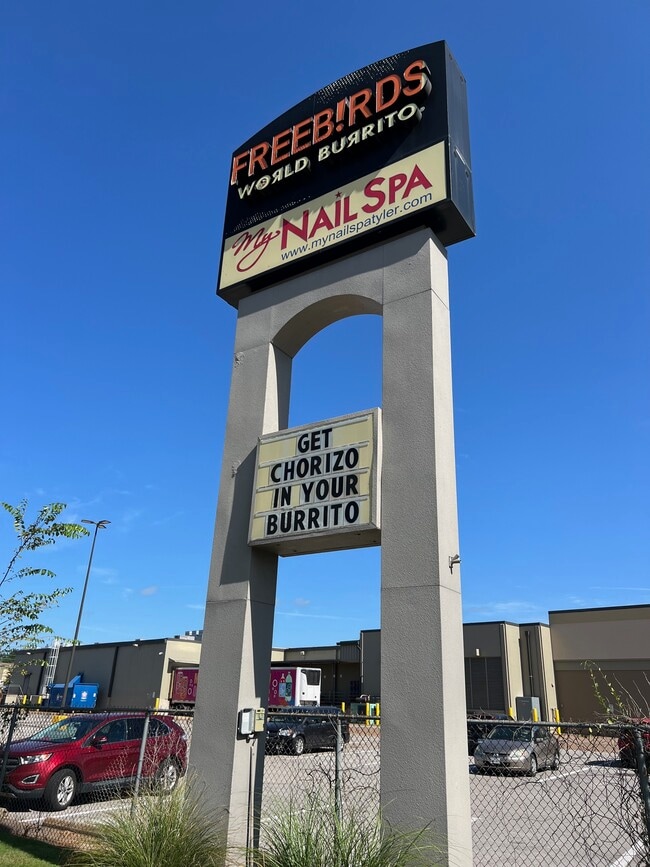 FREEB!RDS
WORLD BURRITO
My NAIL SPA
www.mynailspatyler.com
GET
CHORIZO
IN YOUR
BURRITO